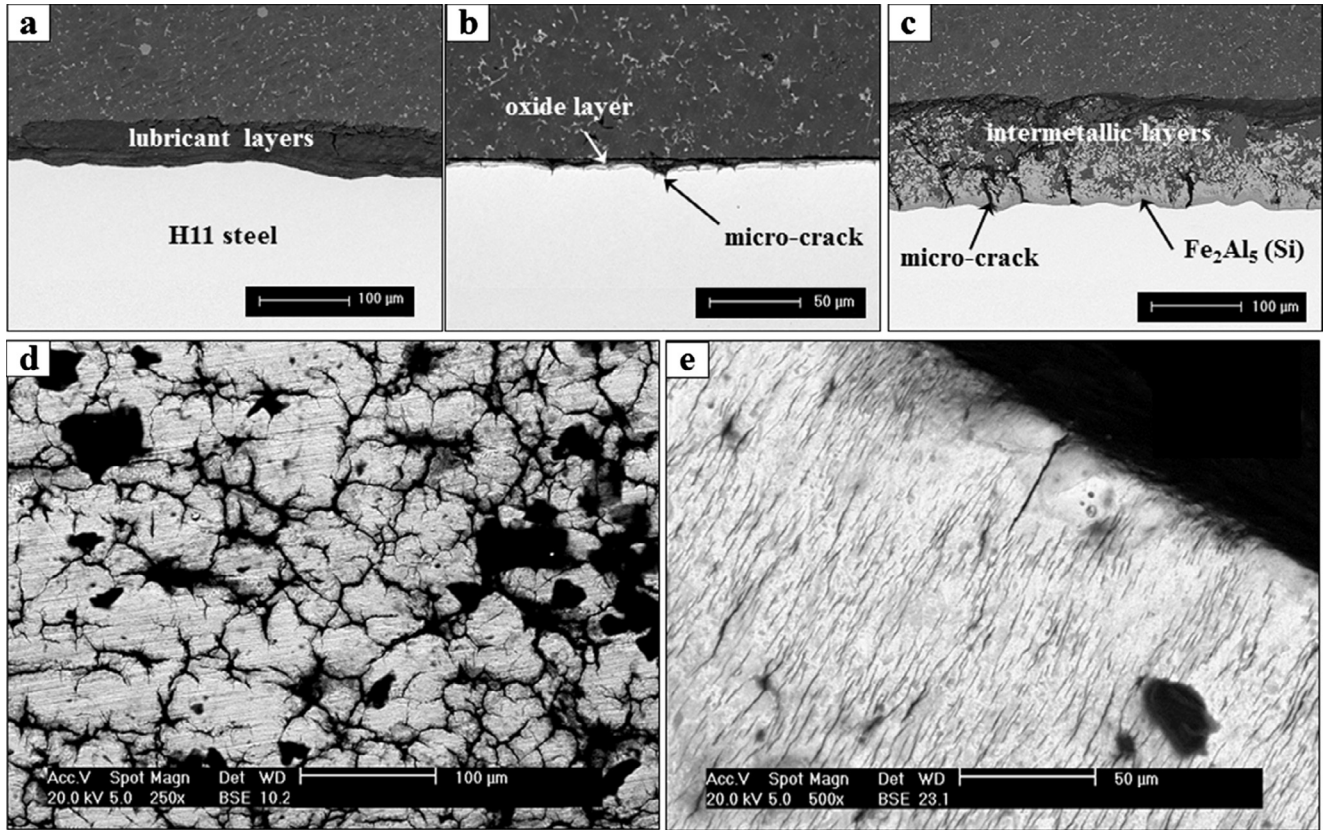 a
lubricant layers
H11 steel
100 µm
b
oxide layer
micro-crack
50 µm
c
intermetallic layers
micro-crack
Fe₂Al₅ (Si)
100 µm
d
Acc.V Spot Magn Det WD
20.0 kV 5.0 250x BSE 10.2
100 µm
e
Acc.V Spot Magn Det WD
20.0 kV 5.0 500x BSE 23.1
50 µm